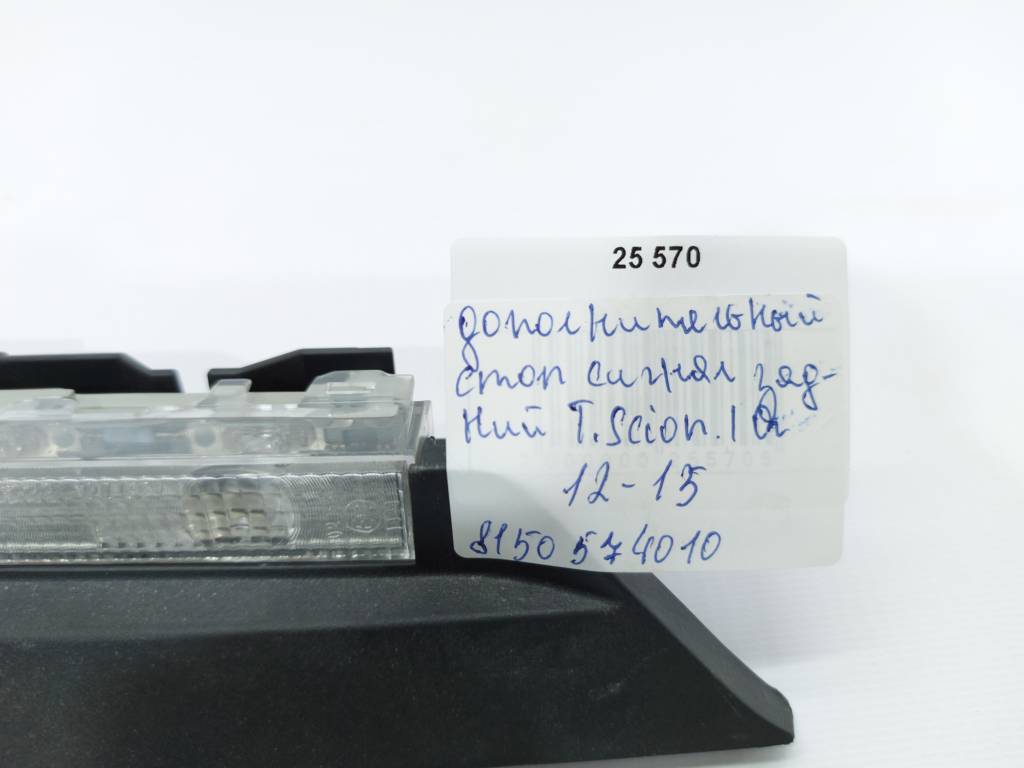 25 570
дополнительный
стоп сигнал зад-
ний T.Scion.IQ
12-15
8150574010